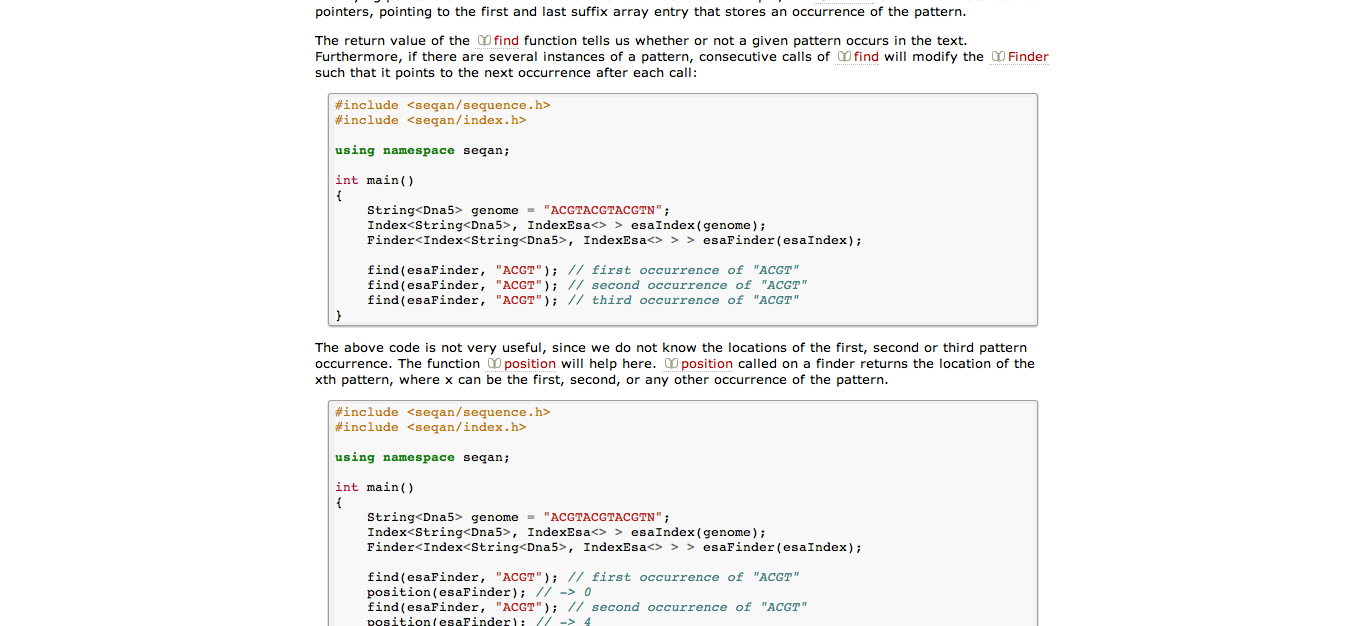 pointers, pointing to the first and last suffix array entry that stores an occurrence of the pattern.
The return value of the find function tells us whether or not a given pattern occurs in the text.
Furthermore, if there are several instances of a pattern, consecutive calls of find will modify the Finder
such that it points to the next occurrence after each call:
#include <seqan/sequence.h>
#include <seqan/index.h>
using namespace seqan;
int main()
{
String<Dna5> genome = "ACGTACGTACGTN";
Index<String<Dna5>, IndexEsa<> > esaIndex(genome);
Finder<Index<String<Dna5>, IndexEsa<> > > esaFinder(esaIndex);
find(esaFinder, "ACGT"); // first occurrence of "ACGT"
find(esaFinder, "ACGT"); // second occurrence of "ACGT"
find(esaFinder, "ACGT"); // third occurrence of "ACGT"
}
The above code is not very useful, since we do not know the locations of the first, second or third pattern
occurrence. The function position will help here. position called on a finder returns the location of the
xth pattern, where x can be the first, second, or any other occurrence of the pattern.
#include <seqan/sequence.h>
#include <seqan/index.h>
using namespace seqan;
int main()
{
String<Dna5> genome = "ACGTACGTACGTN";
Index<String<Dna5>, IndexEsa<> > esaIndex(genome);
Finder<Index<String<Dna5>, IndexEsa<> > > esaFinder(esaIndex);
find(esaFinder, "ACGT"); // first occurrence of "ACGT"
position(esaFinder); // -> 0
find(esaFinder, "ACGT"); // second occurrence of "ACGT"
position(esaFinder); // -> 4